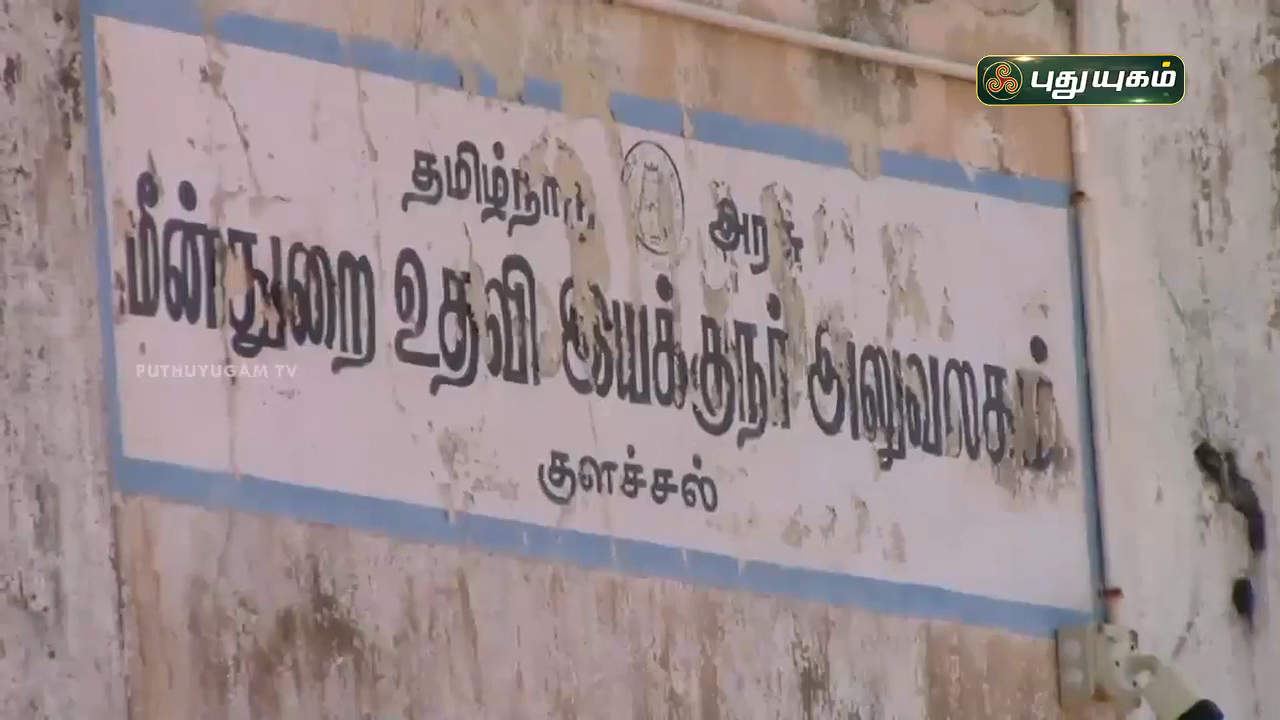 புதுயுகம்
தமிழ்நாடு அரசு
மீன்துறை உதவி இயக்குநர் அலுவலகம்
PUTHUYUGAM TV
குளச்சல்